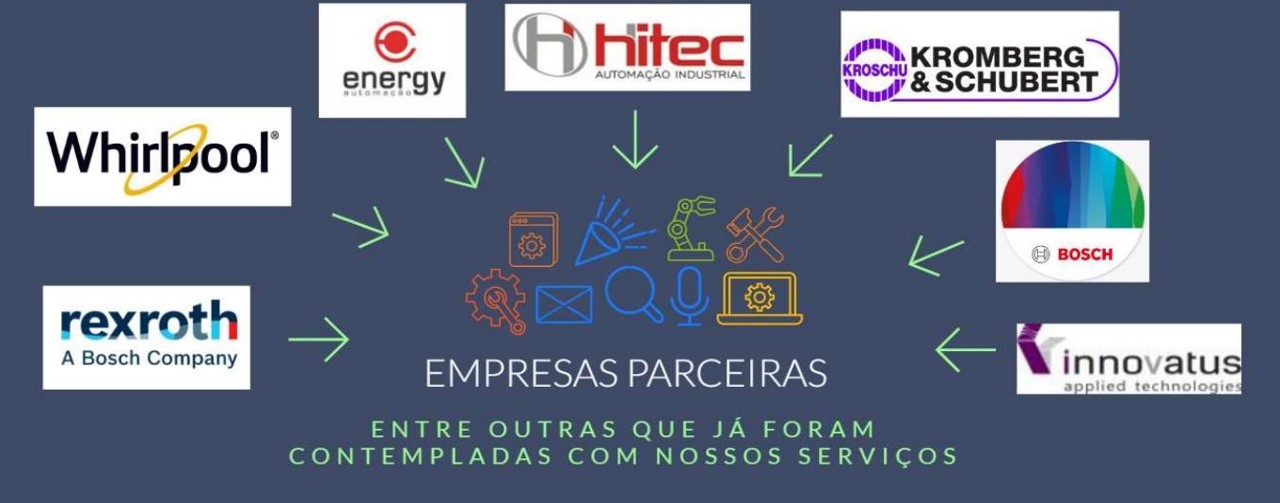 energy
automação
hitec
AUTOMAÇÃO INDUSTRIAL
KROSCHU
KROMBERG
& SCHUBERT
Whirlpool®
BOSCH
rexroth
A Bosch Company
innovatus
applied technologies
EMPRESAS PARCEIRAS
ENTRE OUTRAS QUE JÁ FORAM
CONTEMPLADAS COM NOSSOS SERVIÇOS